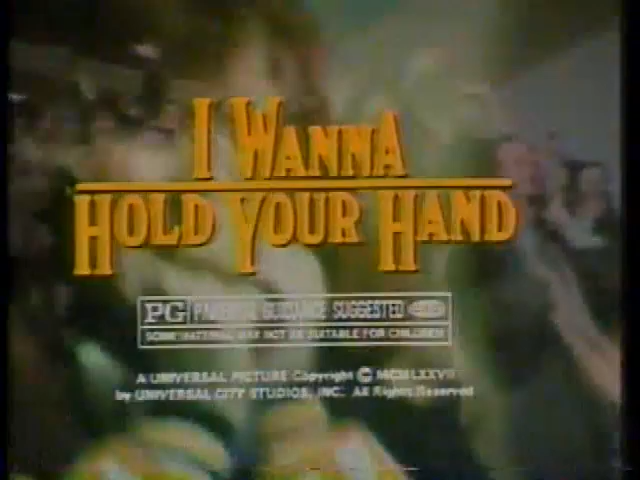 I WANNA
HOLD YOUR HAND
PG PARENTAL GUIDANCE SUGGESTED
SOME MATERIAL MAY NOT BE SUITABLE FOR CHILDREN
A UNIVERSAL PICTURE Copyright © MCMLXXVII
by UNIVERSAL CITY STUDIOS, INC. All Rights Reserved